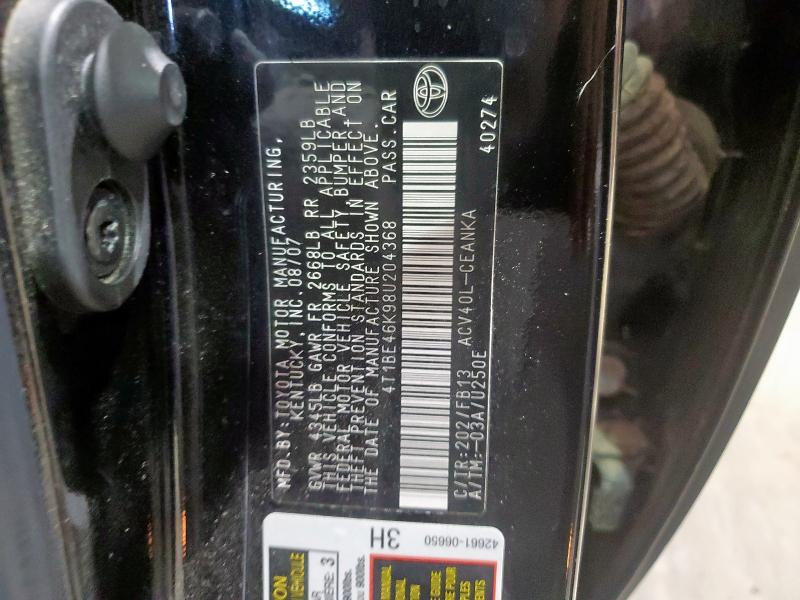 MFD.BY: TOYOTA MOTOR MANUFACTURING,
KENTUCKY, INC. 08/07
GVWR 4345LB GAWR FR 2668LB RR 2359LB
THIS VEHICLE CONFORMS TO ALL APPLICABLE
FEDERAL MOTOR VEHICLE SAFETY, BUMPER AND
THEFT PREVENTION STANDARDS IN EFFECT ON
THE DATE OF MANUFACTURE SHOWN ABOVE.
4T1BE46K98U204368 PASS.CAR
C/TR:202/FB13 ACV40L-CEANKA
A/TM:-03A/U250E
40274
3H
42661-06650
3
MANUAL